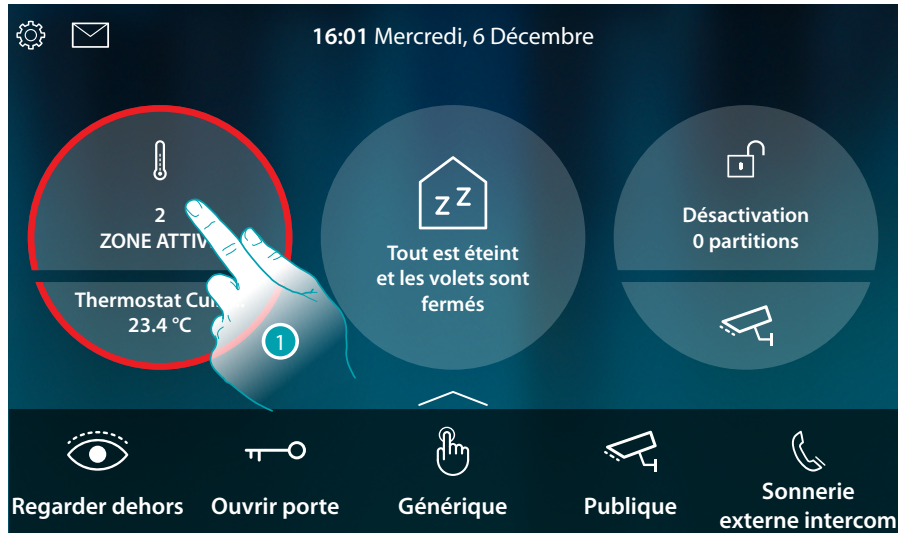 16:01 Mercredi, 6 Décembre
2
ZONE ATTIV
Thermostat Cu
23.4 °C
Tout est éteint
et les volets sont
fermés
Désactivation
0 partitions
1
Regarder dehors
Ouvrir porte
Générique
Publique
Sonnerie
externe intercom